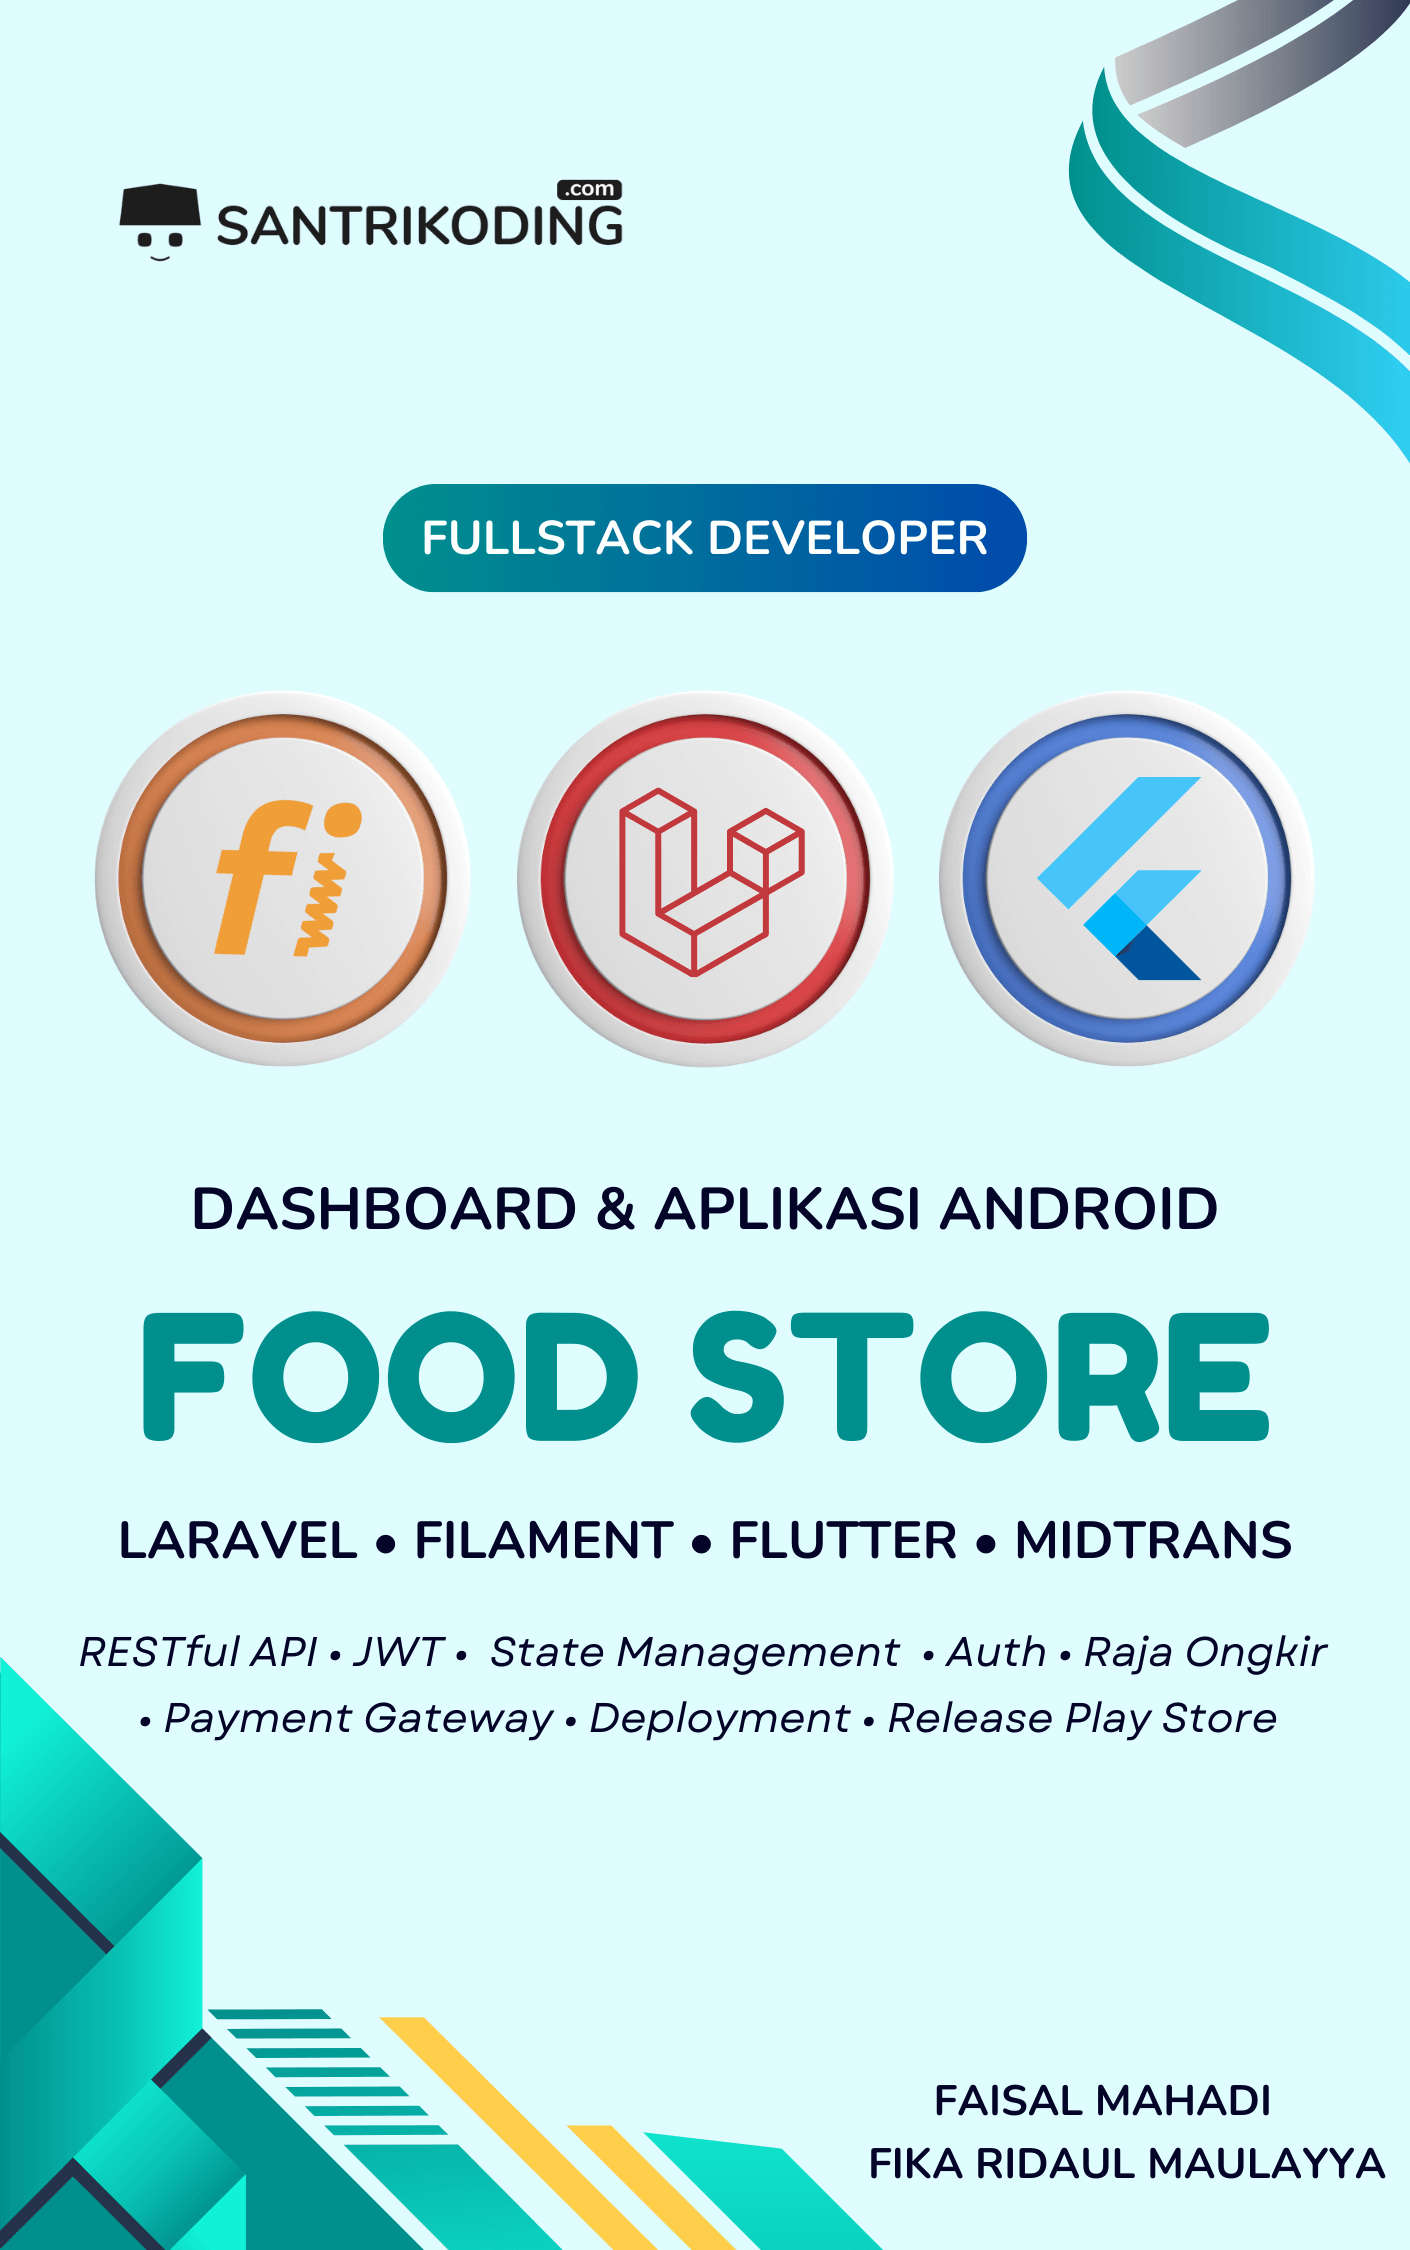 .com
SANTRIKODING
FULLSTACK DEVELOPER
fi
DASHBOARD & APLIKASI ANDROID
FOOD STORE
LARAVEL • FILAMENT • FLUTTER • MIDTRANS
RESTful API • JWT • State Management • Auth • Raja Ongkir
• Payment Gateway • Deployment • Release Play Store
FAISAL MAHADI
FIKA RIDAUL MAULAYYA